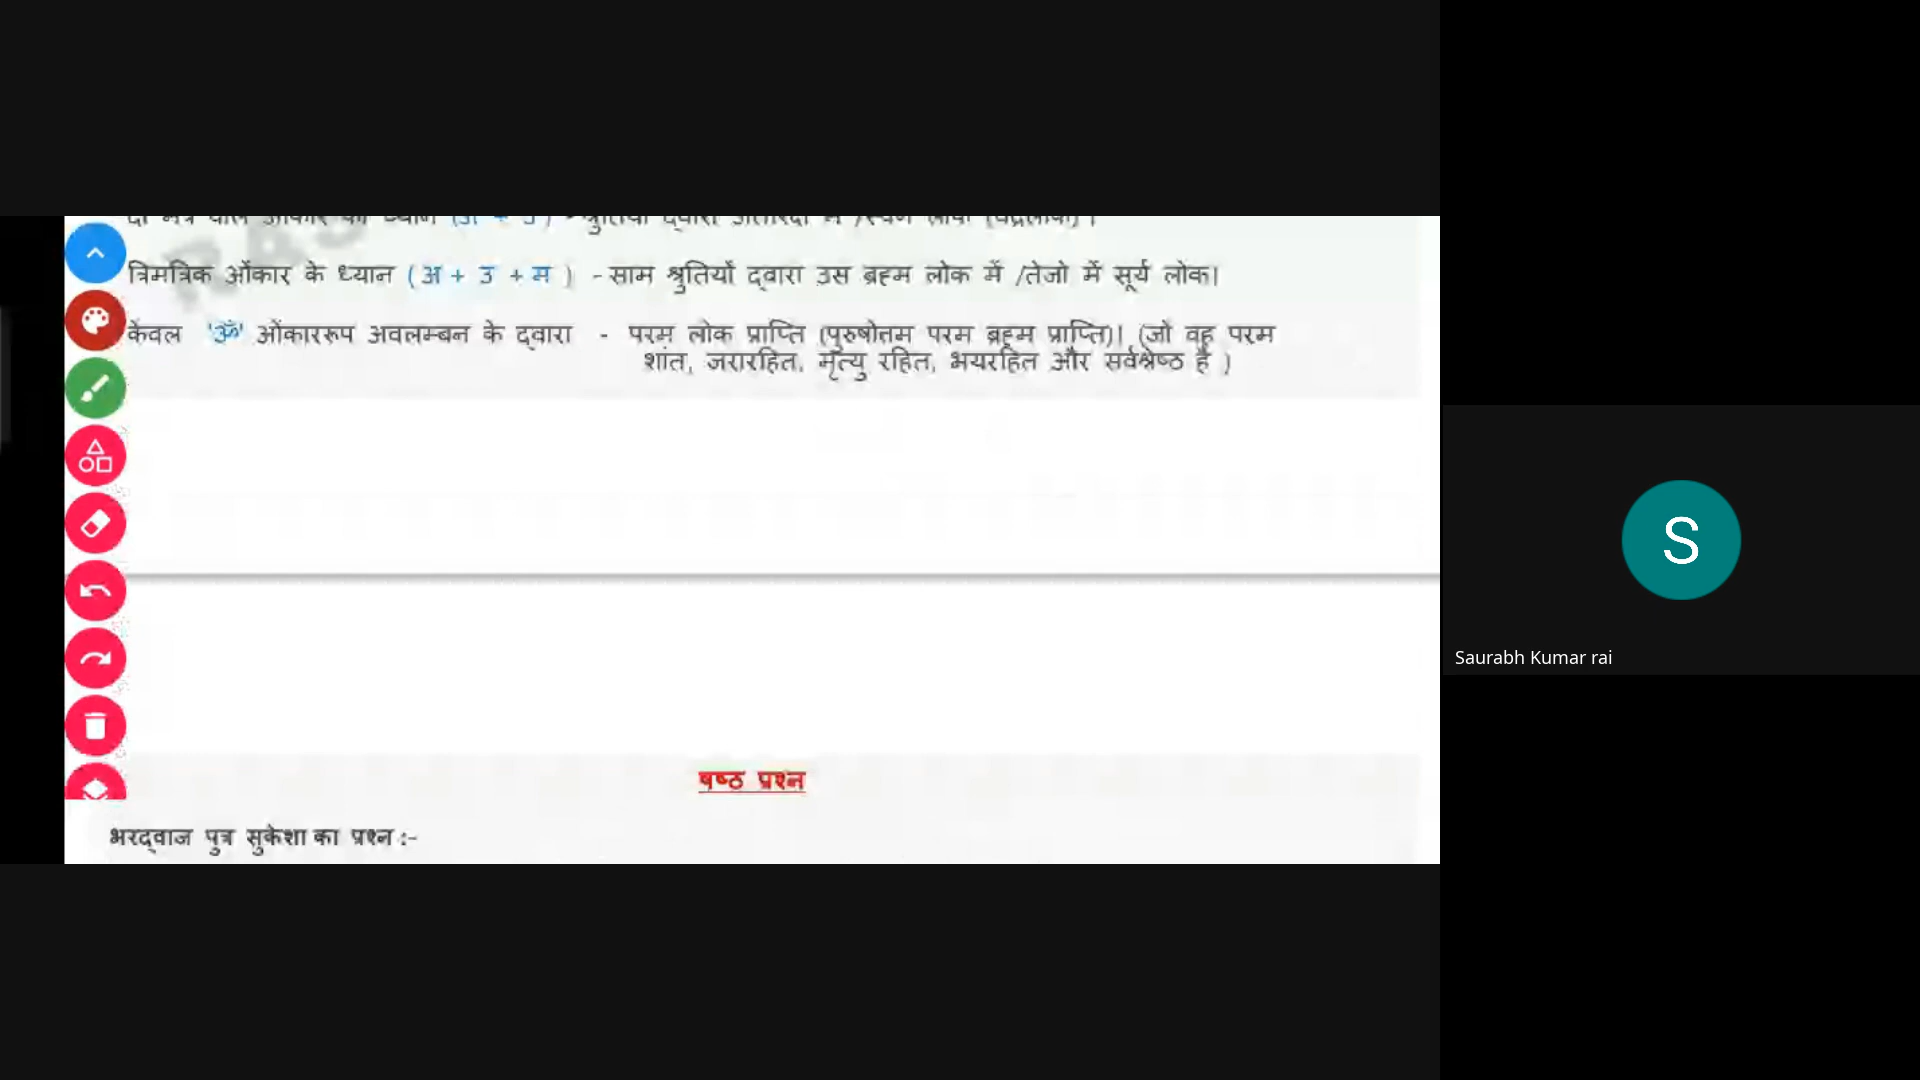 त्रिमत्रिक ओंकार के ध्यान ( अ + उ + म ) - साम श्रुतियों द्वारा उस ब्रह्म लोक में /तेजो में सूर्य लोक।
केवल 'ॐ' ओंकाररूप अवलम्बन के द्वारा - परम लोक प्राप्ति (पुरुषोत्तम परम ब्रह्म प्राप्ति)। (जो वह परम
शांत, जरारहित, मृत्यु रहित, भयरहित और सर्वश्रेष्ठ है )
षष्ठ प्रश्न
भरद्वाज पुत्र सुकेशा का प्रश्न :-
S
Saurabh Kumar rai